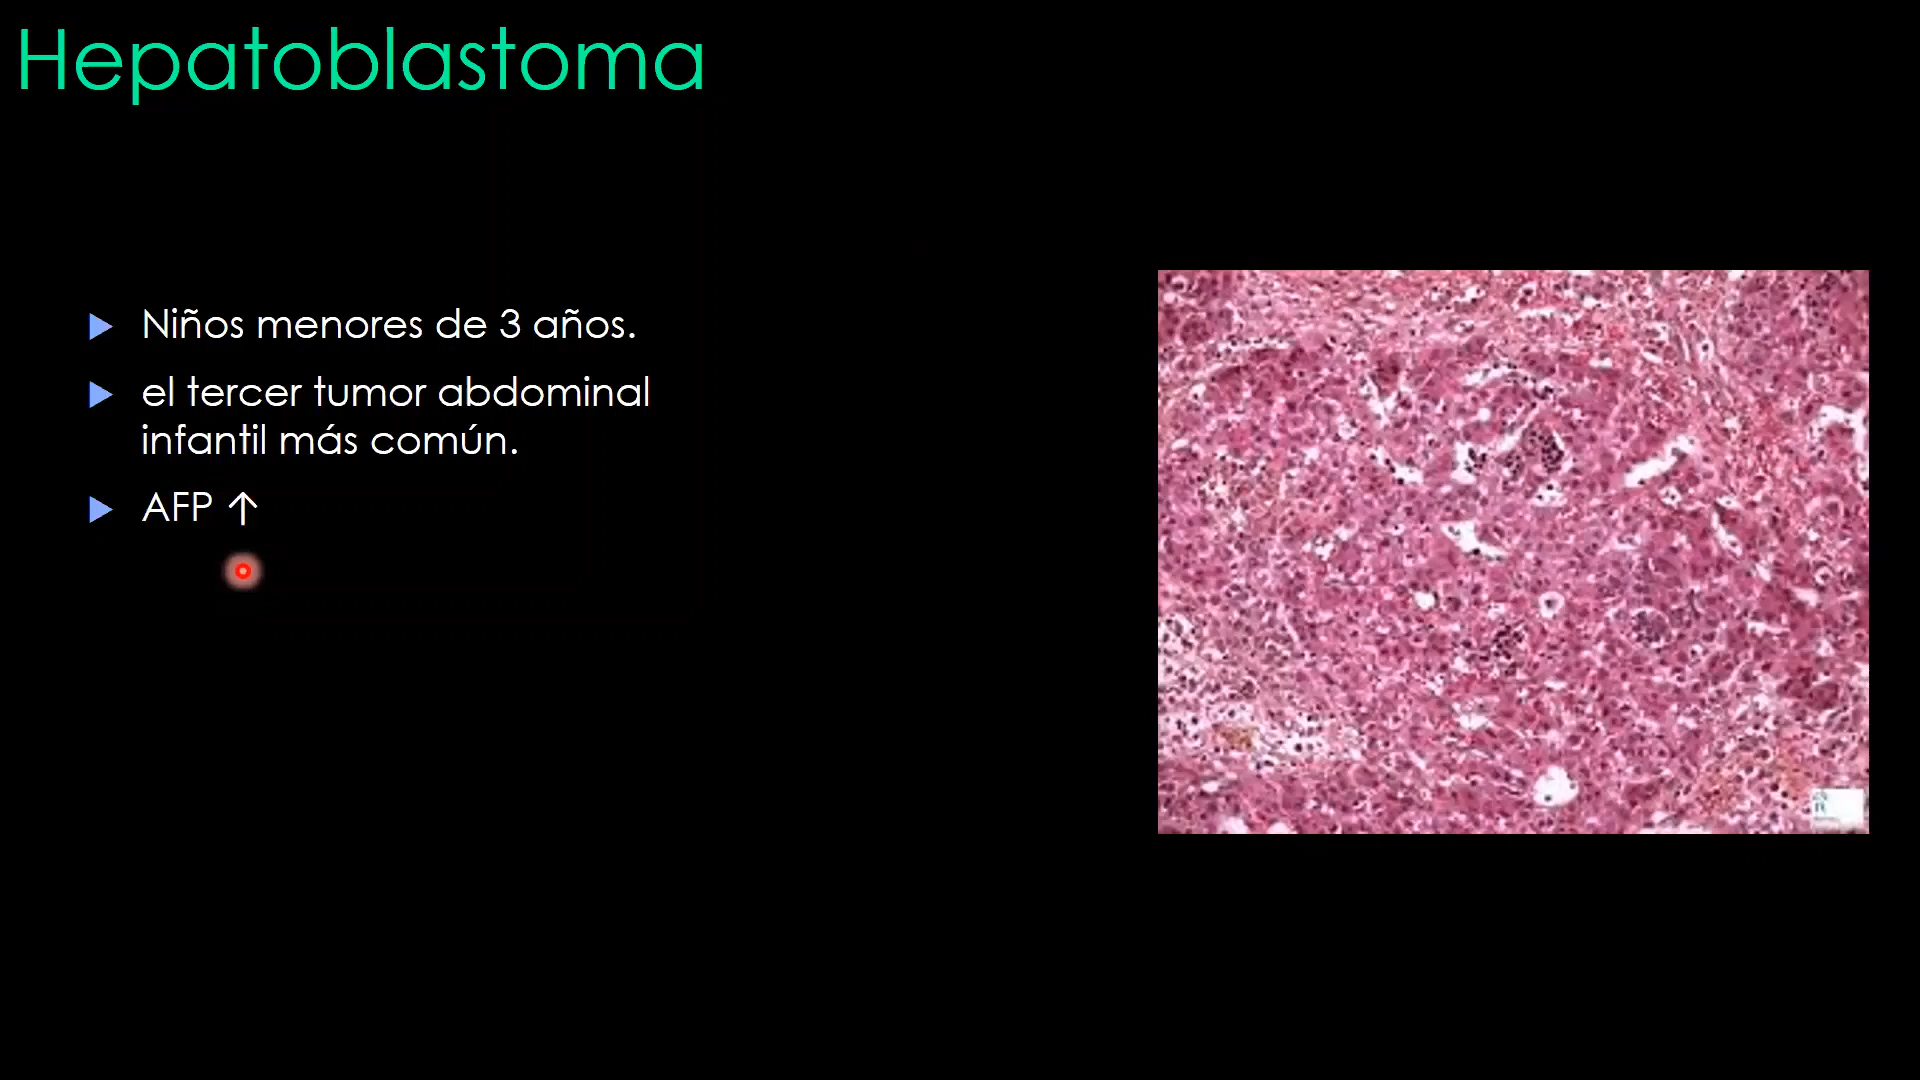 Hepatoblastoma
Niños menores de 3 años.
el tercer tumor abdominal
infantil más común.
AFP ↑